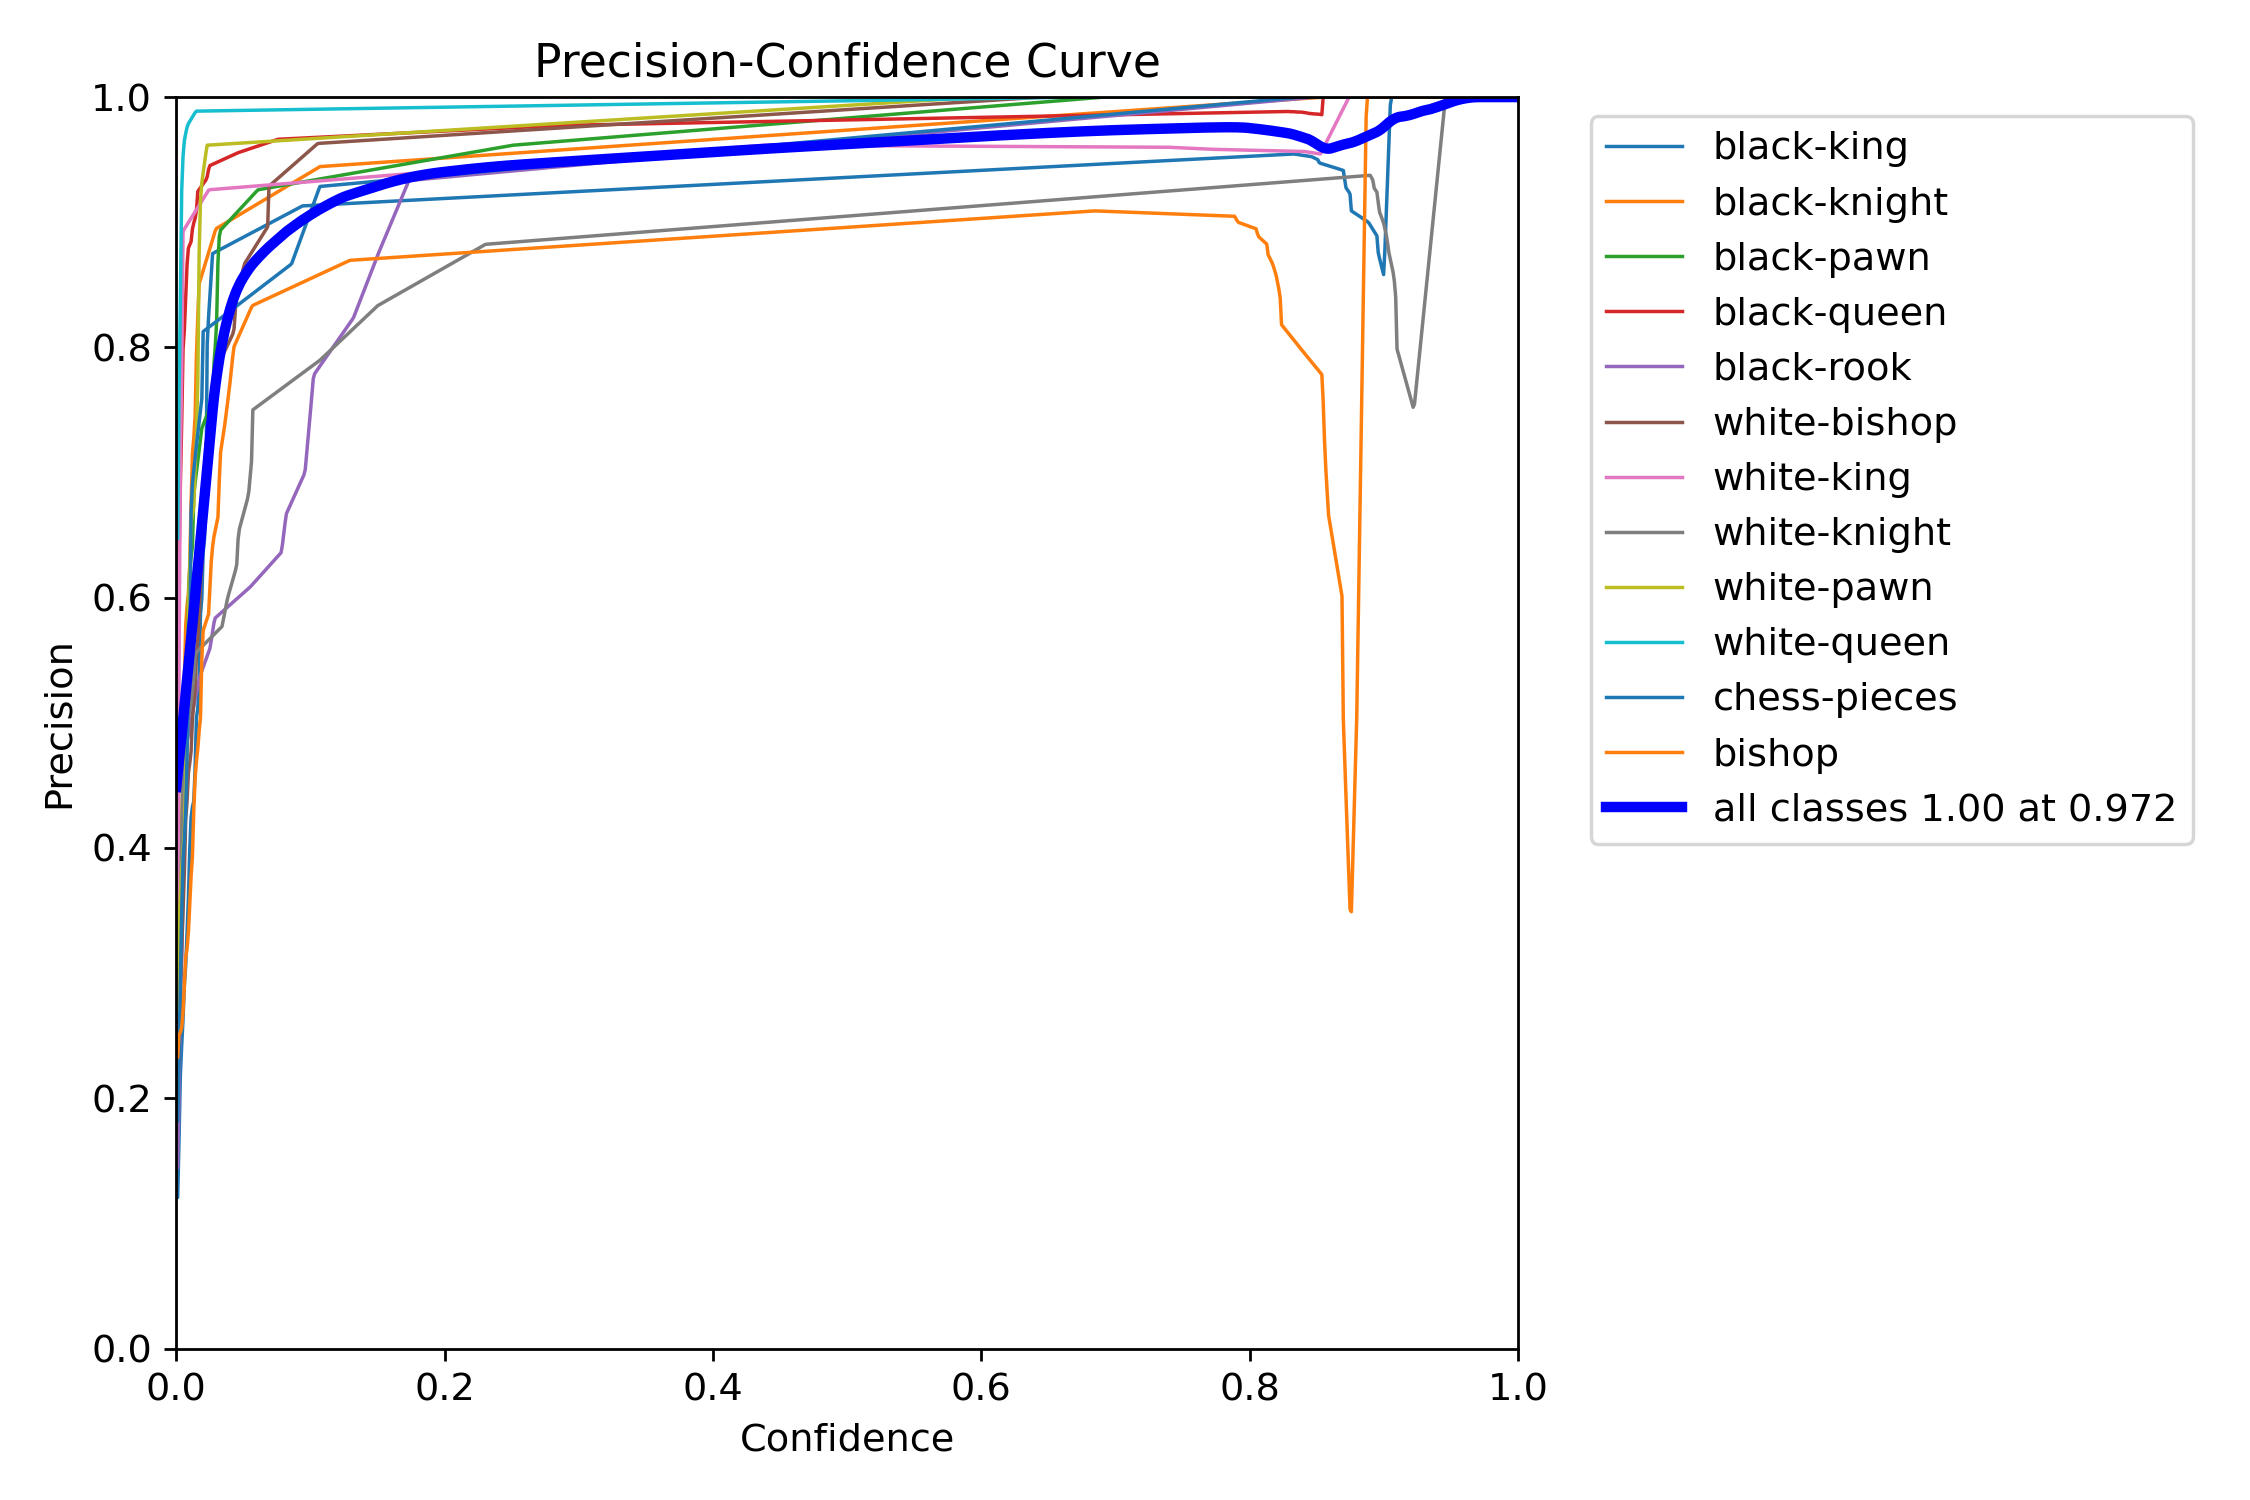 Precision-Confidence Curve
1.0
0.8
0.6
0.4
0.2
0.0
Precision
0.0 0.2 0.4 0.6 0.8 1.0
Confidence
black-king
black-knight
black-pawn
black-queen
black-rook
white-bishop
white-king
white-knight
white-pawn
white-queen
chess-pieces
bishop
all classes 1.00 at 0.972